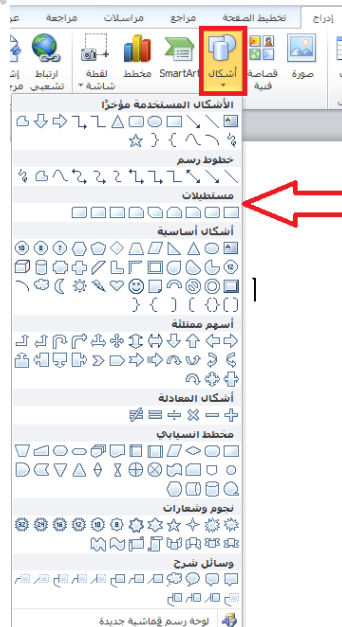 إدراج تخطيط الصفحة مراجع مراسلات مراجعة
صورة قصاصة فنية أشكال SmartArt مخطط لقطة شاشة ارتباط تشعبي
الأشكال المستخدمة مؤخرًا
خطوط رسم
مستطيلات
أشكال أساسية
أسهم ممتلئة
أشكال المعادلة
مخطط انسيابي
نجوم وشعارات
وسائل شرح
لوحة رسم قماشية جديدة